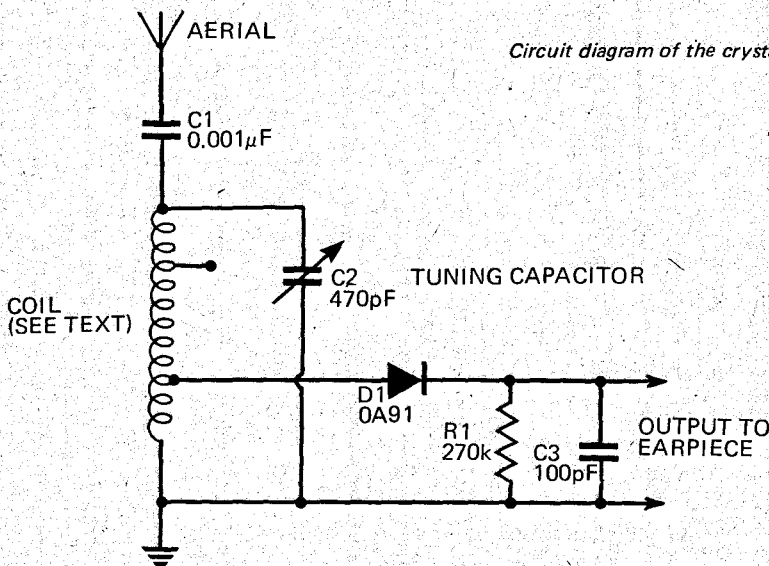 AERIAL
Circuit diagram of the
C1
0.001µF
C2
470pF
TUNING CAPACITOR
COIL
(SEE TEXT)
D1
0A91
R1
270k
C3
100pF
OUTPUT TO
EARPIECE